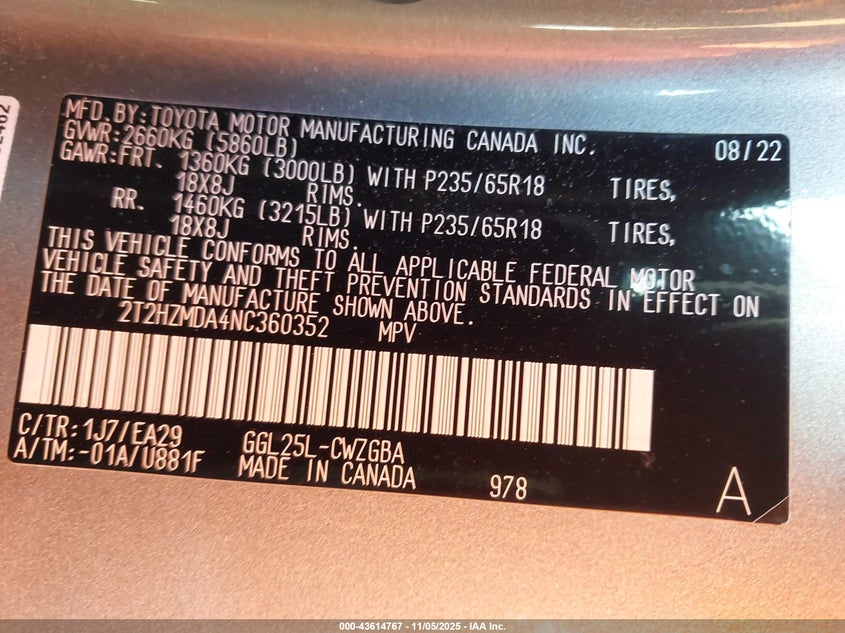 MFD.BY:TOYOTA MOTOR MANUFACTURING CANADA INC. 08/22
GVWR:2660KG (5860LB)
GAWR:FRT. 1360KG (3000LB) WITH P235/65R18 TIRES,
18X8J RIMS.
RR. 1460KG (3215LB) WITH P235/65R18 TIRES,
18X8J RIMS.
THIS VEHICLE CONFORMS TO ALL APPLICABLE FEDERAL MOTOR
VEHICLE SAFETY AND THEFT PREVENTION STANDARDS IN EFFECT ON
THE DATE OF MANUFACTURE SHOWN ABOVE.
2T2HZMDA4NC360352 MPV
C/TR:1J7/EA29 GGL25L-CWZGBA
A/TM:-01A/U881F MADE IN CANADA 978 A
000-43614767 - 11/05/2025 - IAA Inc.